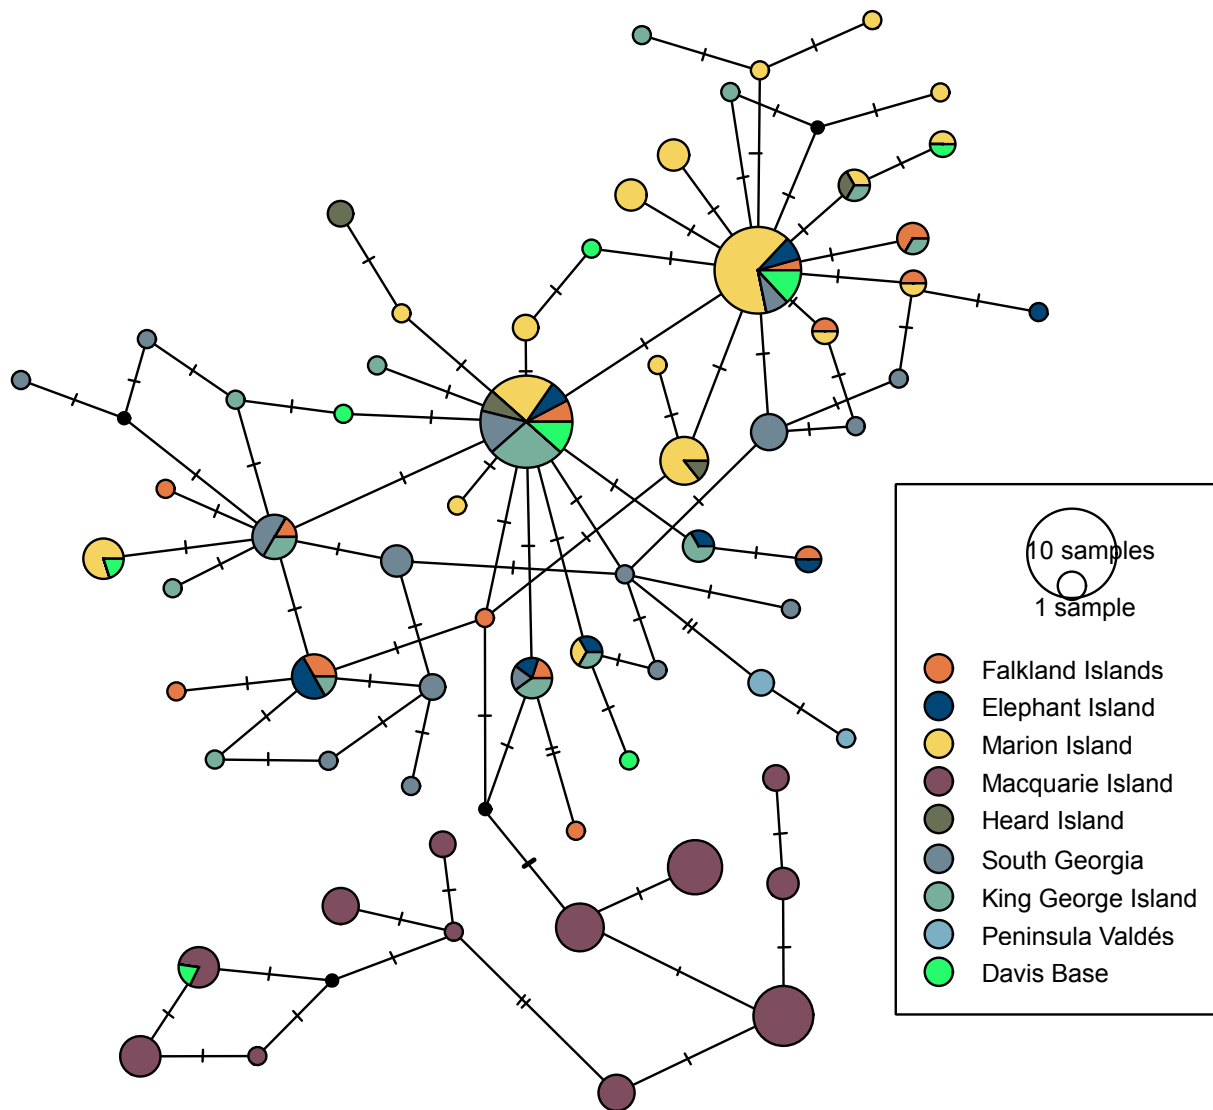 10 samples
1 sample
Falkland Islands
Elephant Island
Marion Island
Macquarie Island
Heard Island
South Georgia
King George Island
Peninsula Valdés
Davis Base